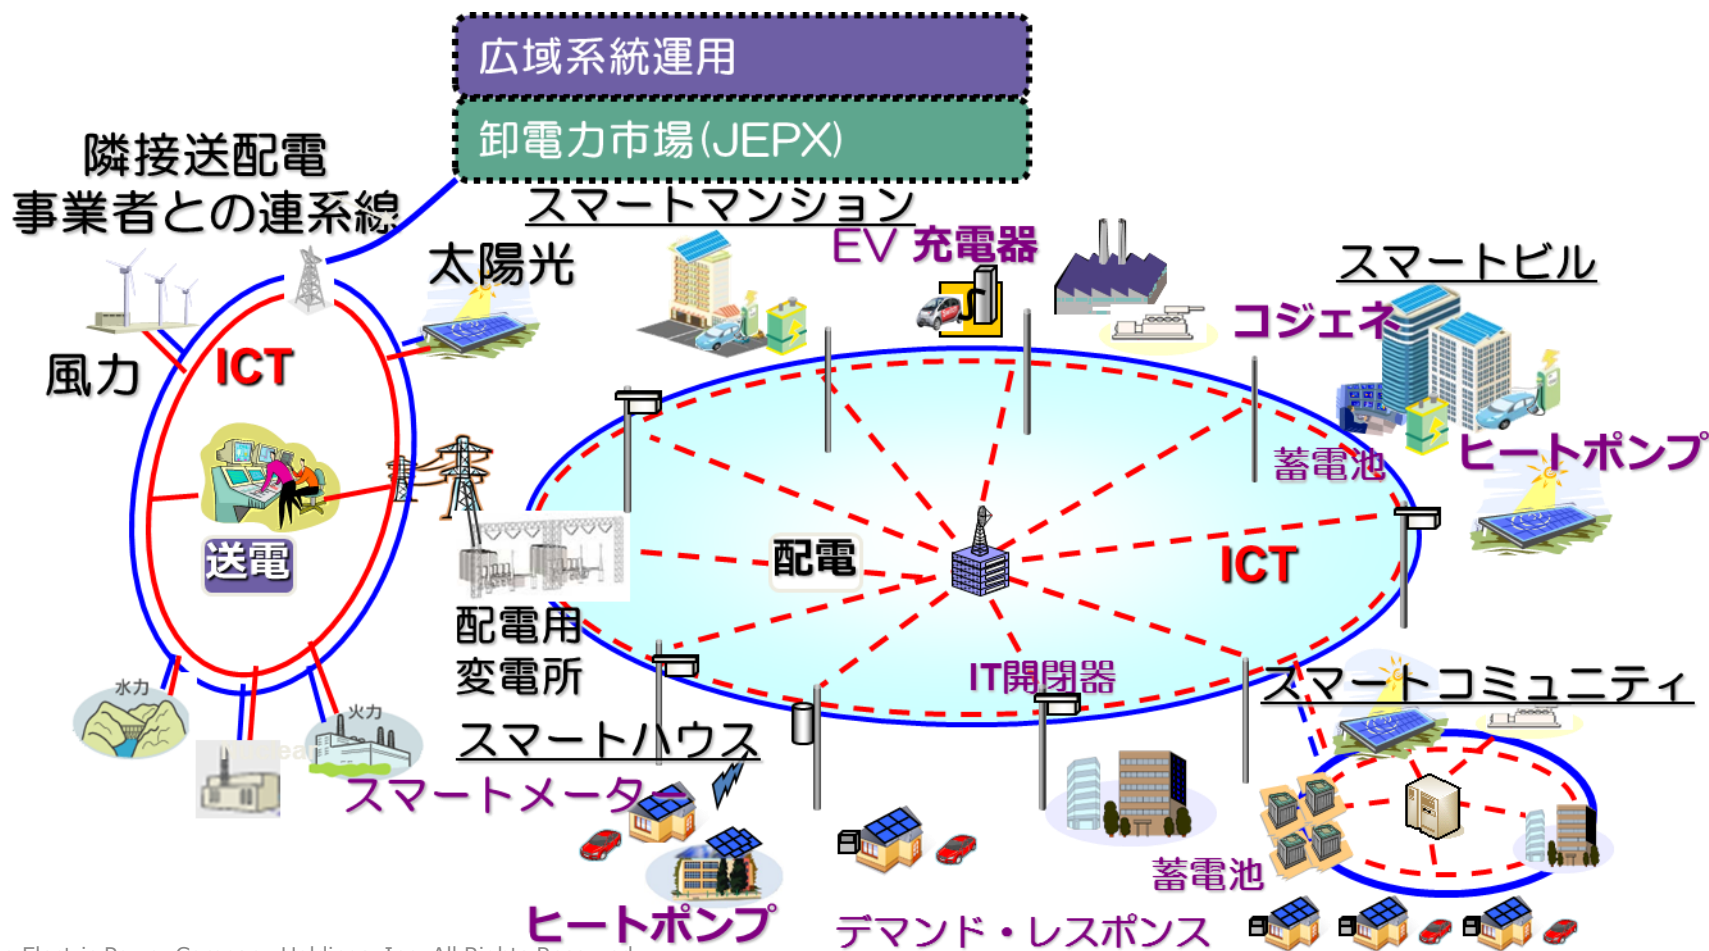 広域系統運用
卸電力市場(JEPX)
隣接送配電
事業者との連系線
スマートマンション
EV 充電器
太陽光
スマートビル
コジェネ
風力
ICT
ヒートポンプ
蓄電池
送電
配電
ICT
配電用
変電所
IT開閉器
スマートコミュニティ
水力
火力
スマートハウス
スマートメーター
蓄電池
ヒートポンプ
デマンド・レスポンス